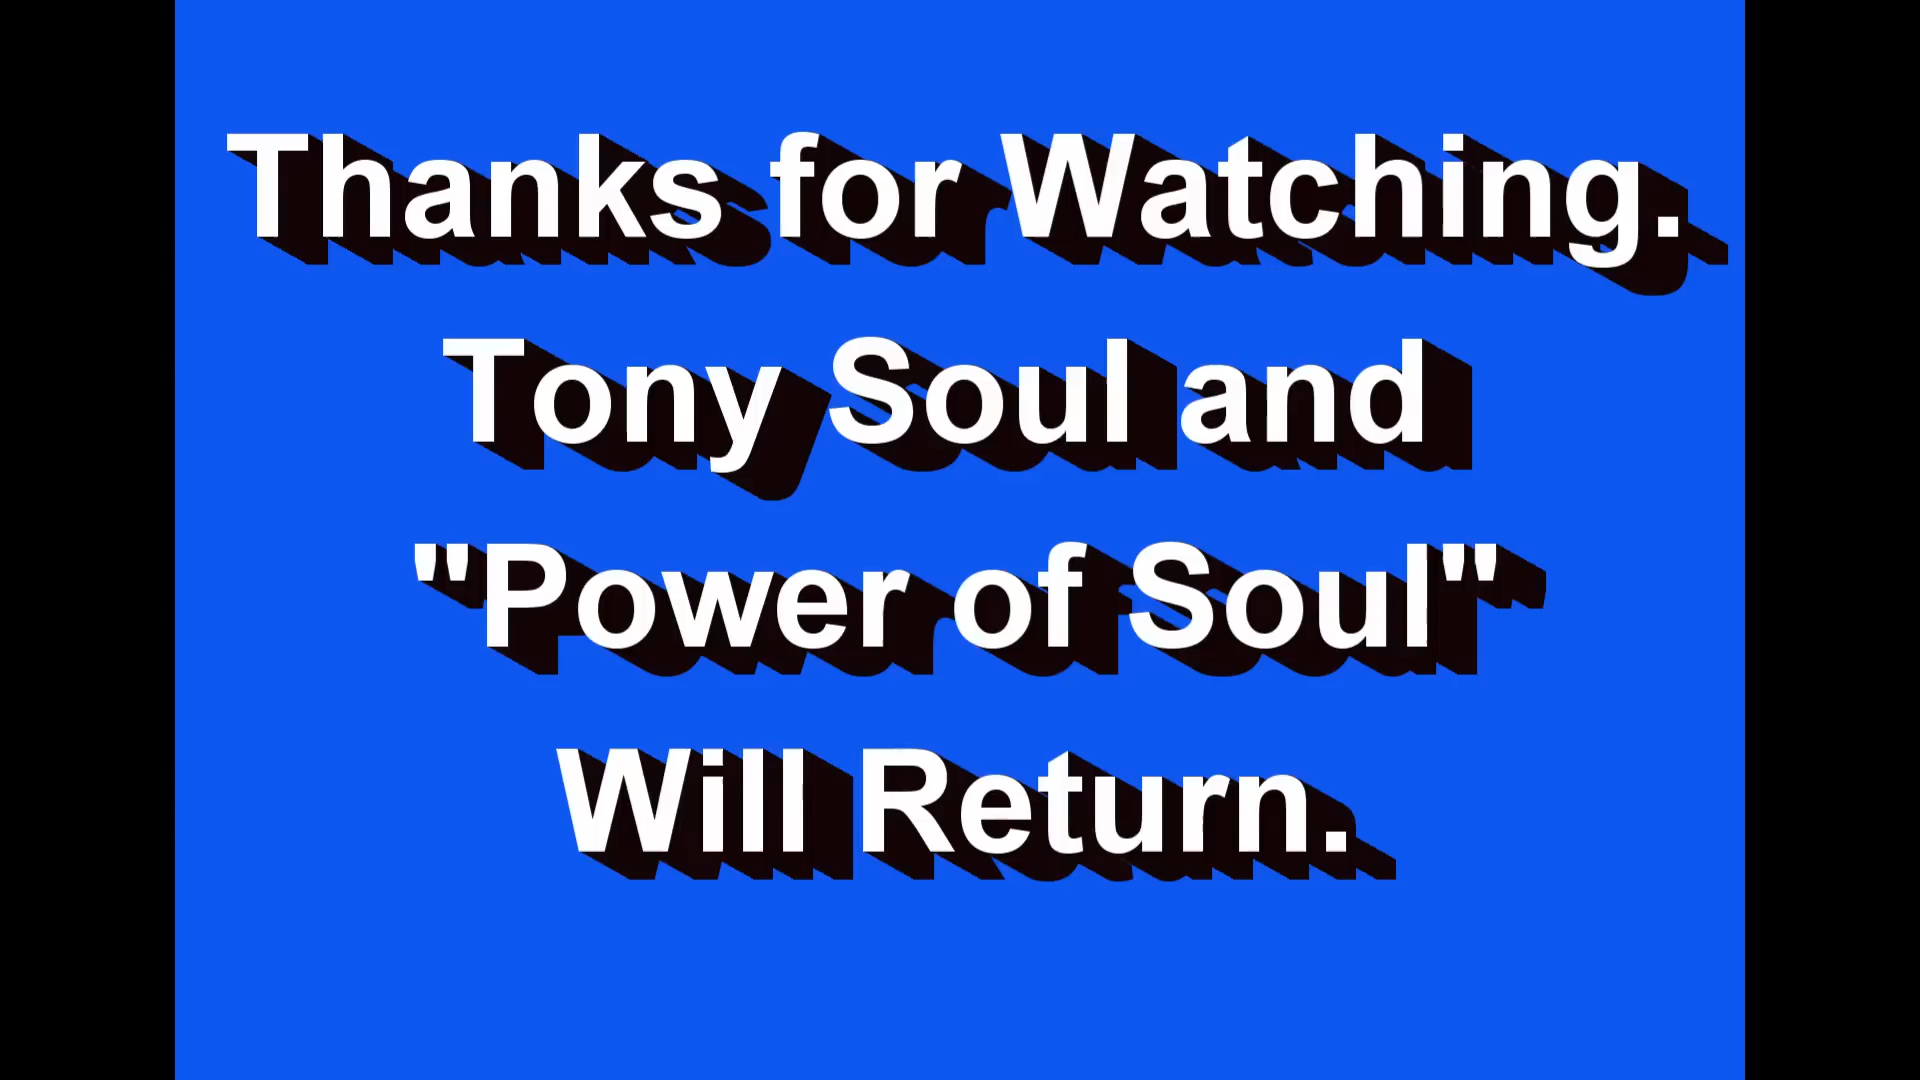 Thanks for Watching.
Tony Soul and
"Power of Soul"
Will Return.